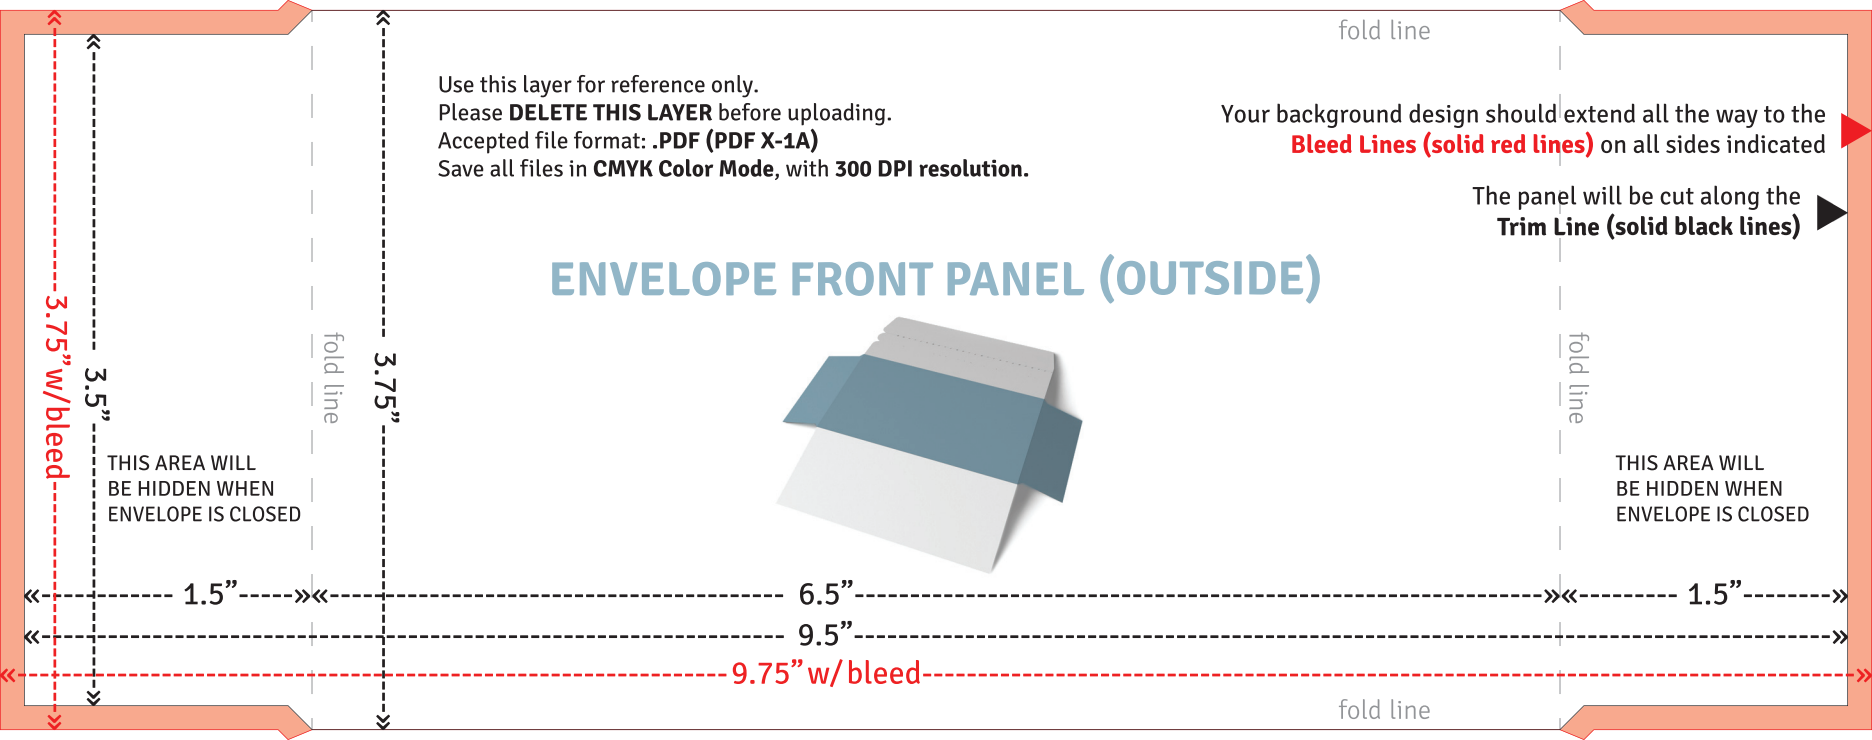 fold line
Use this layer for reference only.
Please DELETE THIS LAYER before uploading.
Accepted file format: .PDF (PDF X-1A)
Save all files in CMYK Color Mode, with 300 DPI resolution.
Your background design should extend all the way to the
Bleed Lines (solid red lines) on all sides indicated
The panel will be cut along the
Trim Line (solid black lines)
ENVELOPE FRONT PANEL (OUTSIDE)
3.75” w/bleed
3.5”
fold line
3.75”
fold line
THIS AREA WILL
BE HIDDEN WHEN
ENVELOPE IS CLOSED
THIS AREA WILL
BE HIDDEN WHEN
ENVELOPE IS CLOSED
1.5”
6.5”
1.5”
9.5”
9.75” w/bleed
fold line